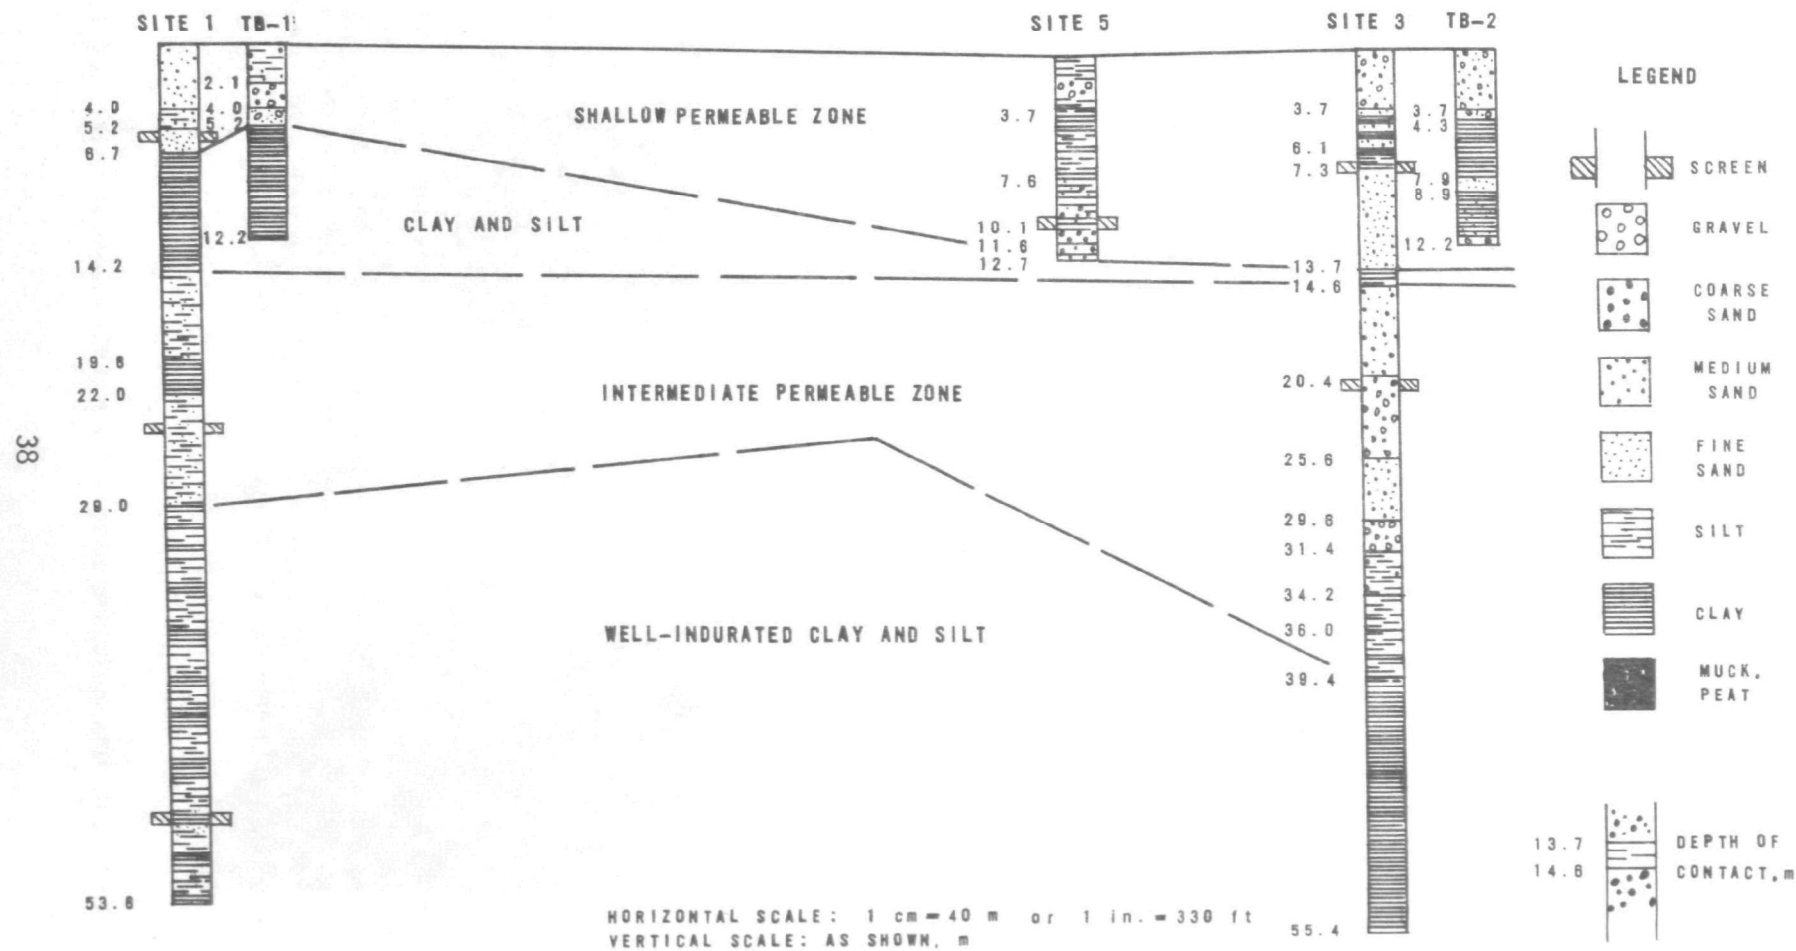 SITE 1 TB-1 SITE 5 SITE 3 TB-2
LEGEND
2.1
4.0 4.0
5.2 5.2
6.7
12.2
14.2
19.8
22.0
29.0
53.6
SHALLOW PERMEABLE ZONE
CLAY AND SILT
INTERMEDIATE PERMEABLE ZONE
WELL-INDURATED CLAY AND SILT
3.7
7.6
10.1
11.6
12.7
3.7
6.1
7.3
13.7
14.6
20.4
25.6
29.6
31.4
34.2
36.0
39.4
55.4
3.7
4.3
7.9
8.9
12.2
SCREEN
GRAVEL
COARSE
SAND
MEDIUM
SAND
FINE
SAND
SILT
CLAY
MUCK,
PEAT
13.7 DEPTH OF
14.6 CONTACT, m
HORIZONTAL SCALE: 1 cm = 40 m or 1 in. = 330 ft
VERTICAL SCALE: AS SHOWN, m
38